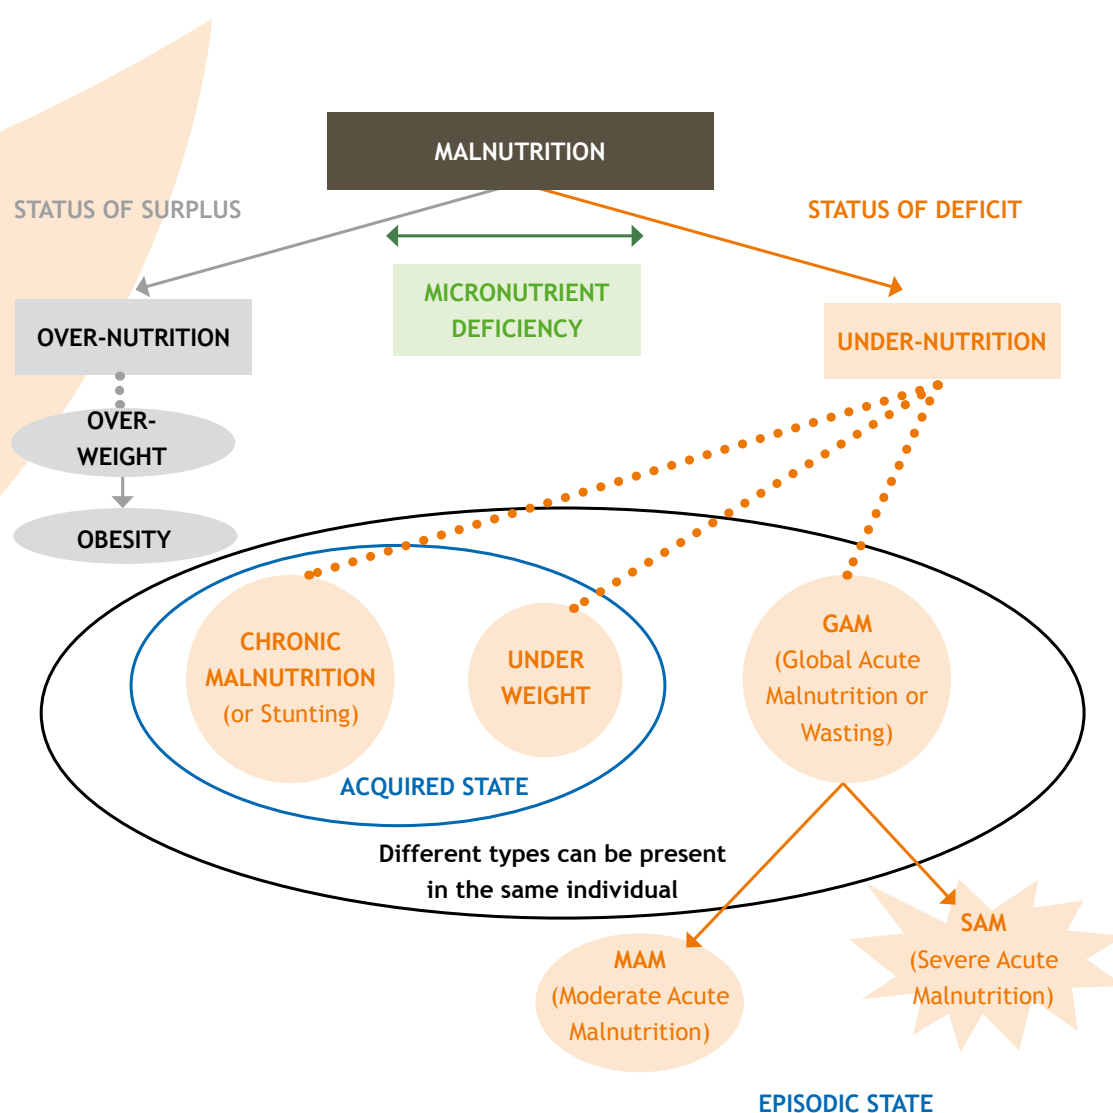 MALNUTRITION
STATUS OF SURPLUS
STATUS OF DEFICIT
MICRONUTRIENT
DEFICIENCY
OVER-NUTRITION
UNDER-NUTRITION
OVER-
WEIGHT
OBESITY
CHRONIC
MALNUTRITION
(or Stunting)
UNDER
WEIGHT
GAM
(Global Acute
Malnutrition or
Wasting)
ACQUIRED STATE
Different types can be present
in the same individual
MAM
(Moderate Acute
Malnutrition)
SAM
(Severe Acute
Malnutrition)
EPISODIC STATE